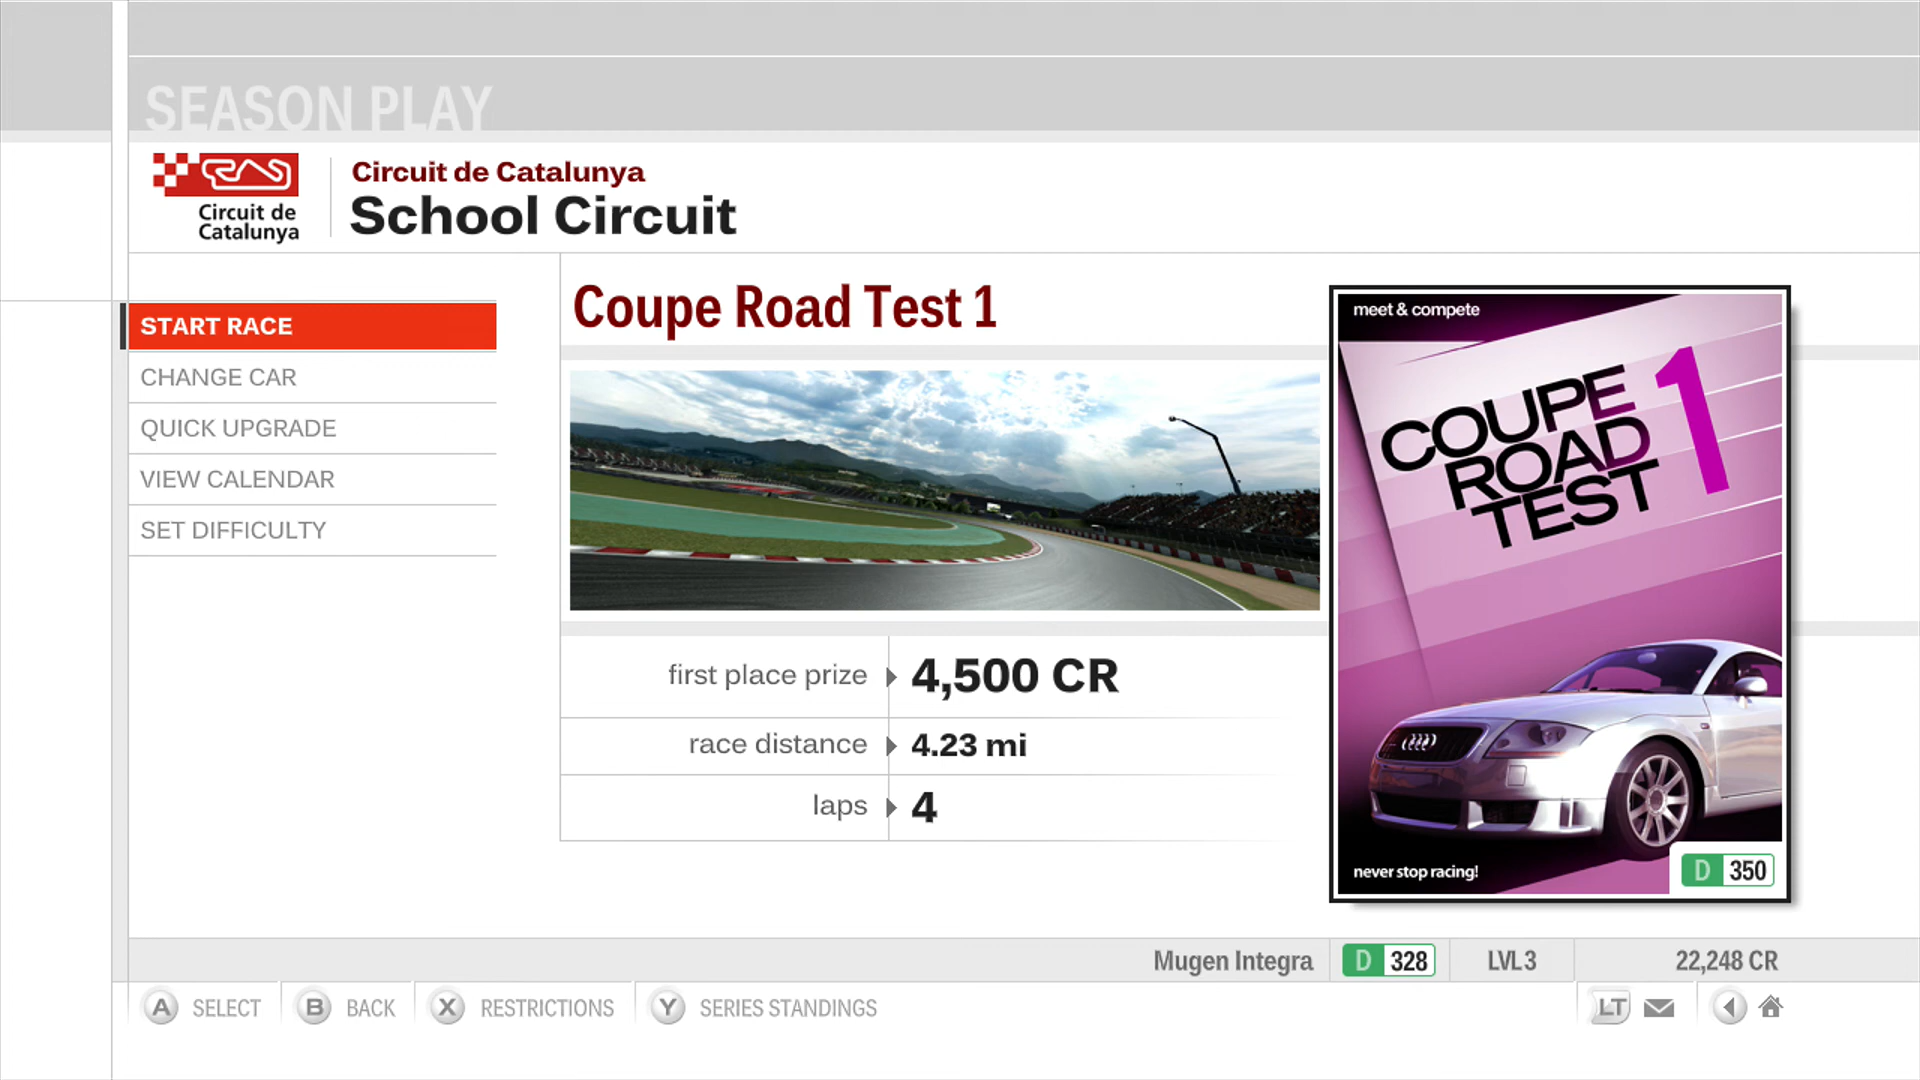 SEASON PLAY
Circuit de
Catalunya
Circuit de Catalunya
School Circuit
START RACE
CHANGE CAR
QUICK UPGRADE
VIEW CALENDAR
SET DIFFICULTY
Coupe Road Test 1
first place prize 4,500 CR
race distance 4.23 mi
laps 4
meet & compete
COUPE
ROAD
TEST 1
never stop racing!
D 350
Mugen Integra D 328 LVL3 22,248 CR
A SELECT B BACK X RESTRICTIONS Y SERIES STANDINGS LT